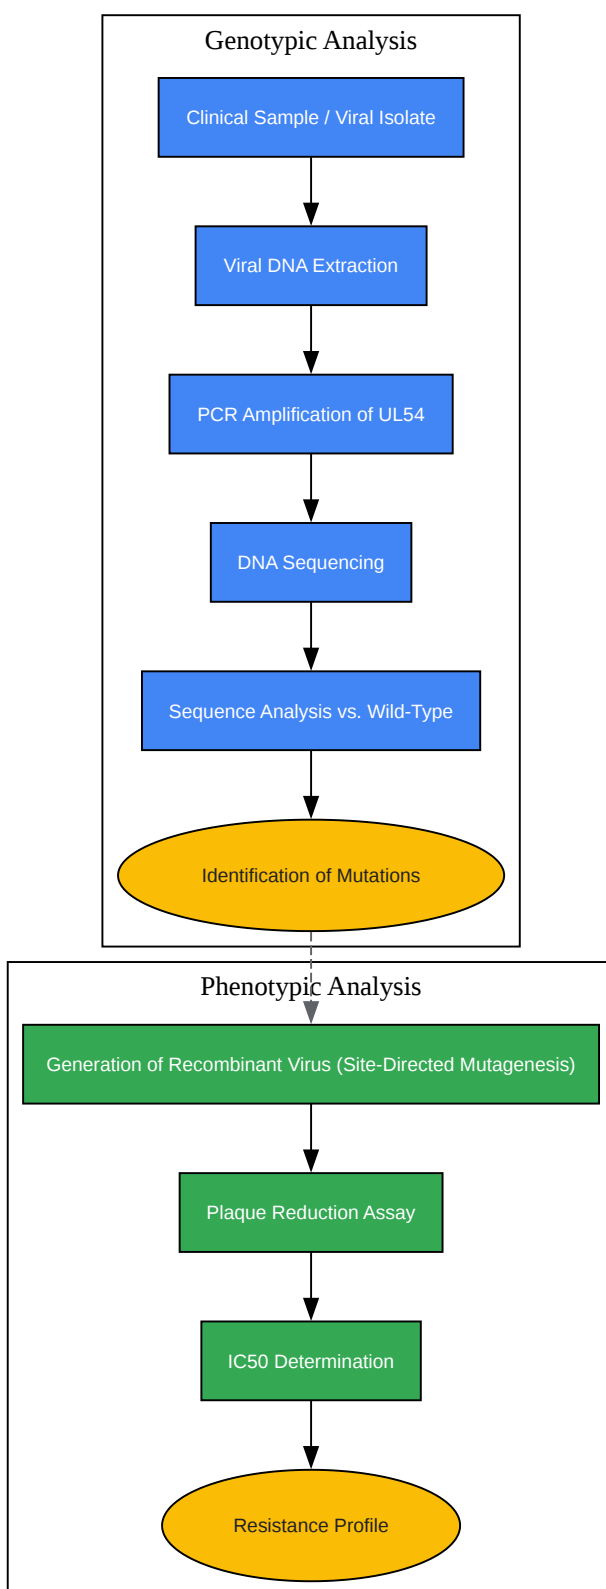 Genotypic Analysis
Clinical Sample / Viral Isolate
Viral DNA Extraction
PCR Amplification of UL54
DNA Sequencing
Sequence Analysis vs. Wild-Type
Identification of Mutations
Phenotypic Analysis
Generation of Recombinant Virus (Site-Directed Mutagenesis)
Plaque Reduction Assay
IC50 Determination
Resistance Profile